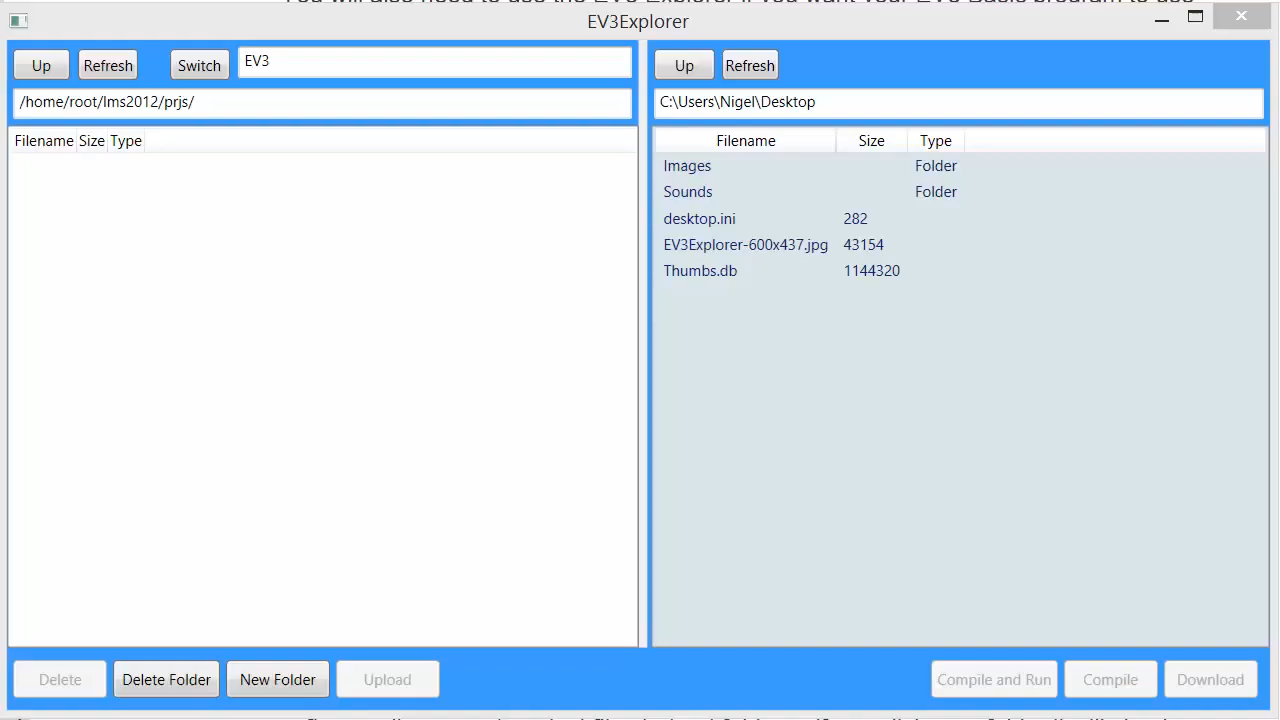 EV3Explorer
Up Refresh Switch EV3
/home/root/lms2012/prjs/
Filename Size Type
Up Refresh
C:\Users\Nigel\Desktop
Filename Size Type
Images Folder
Sounds Folder
desktop.ini 282
EV3Explorer-600x437.jpg 43154
Thumbs.db 1144320
Delete Delete Folder New Folder Upload
Compile and Run Compile Download